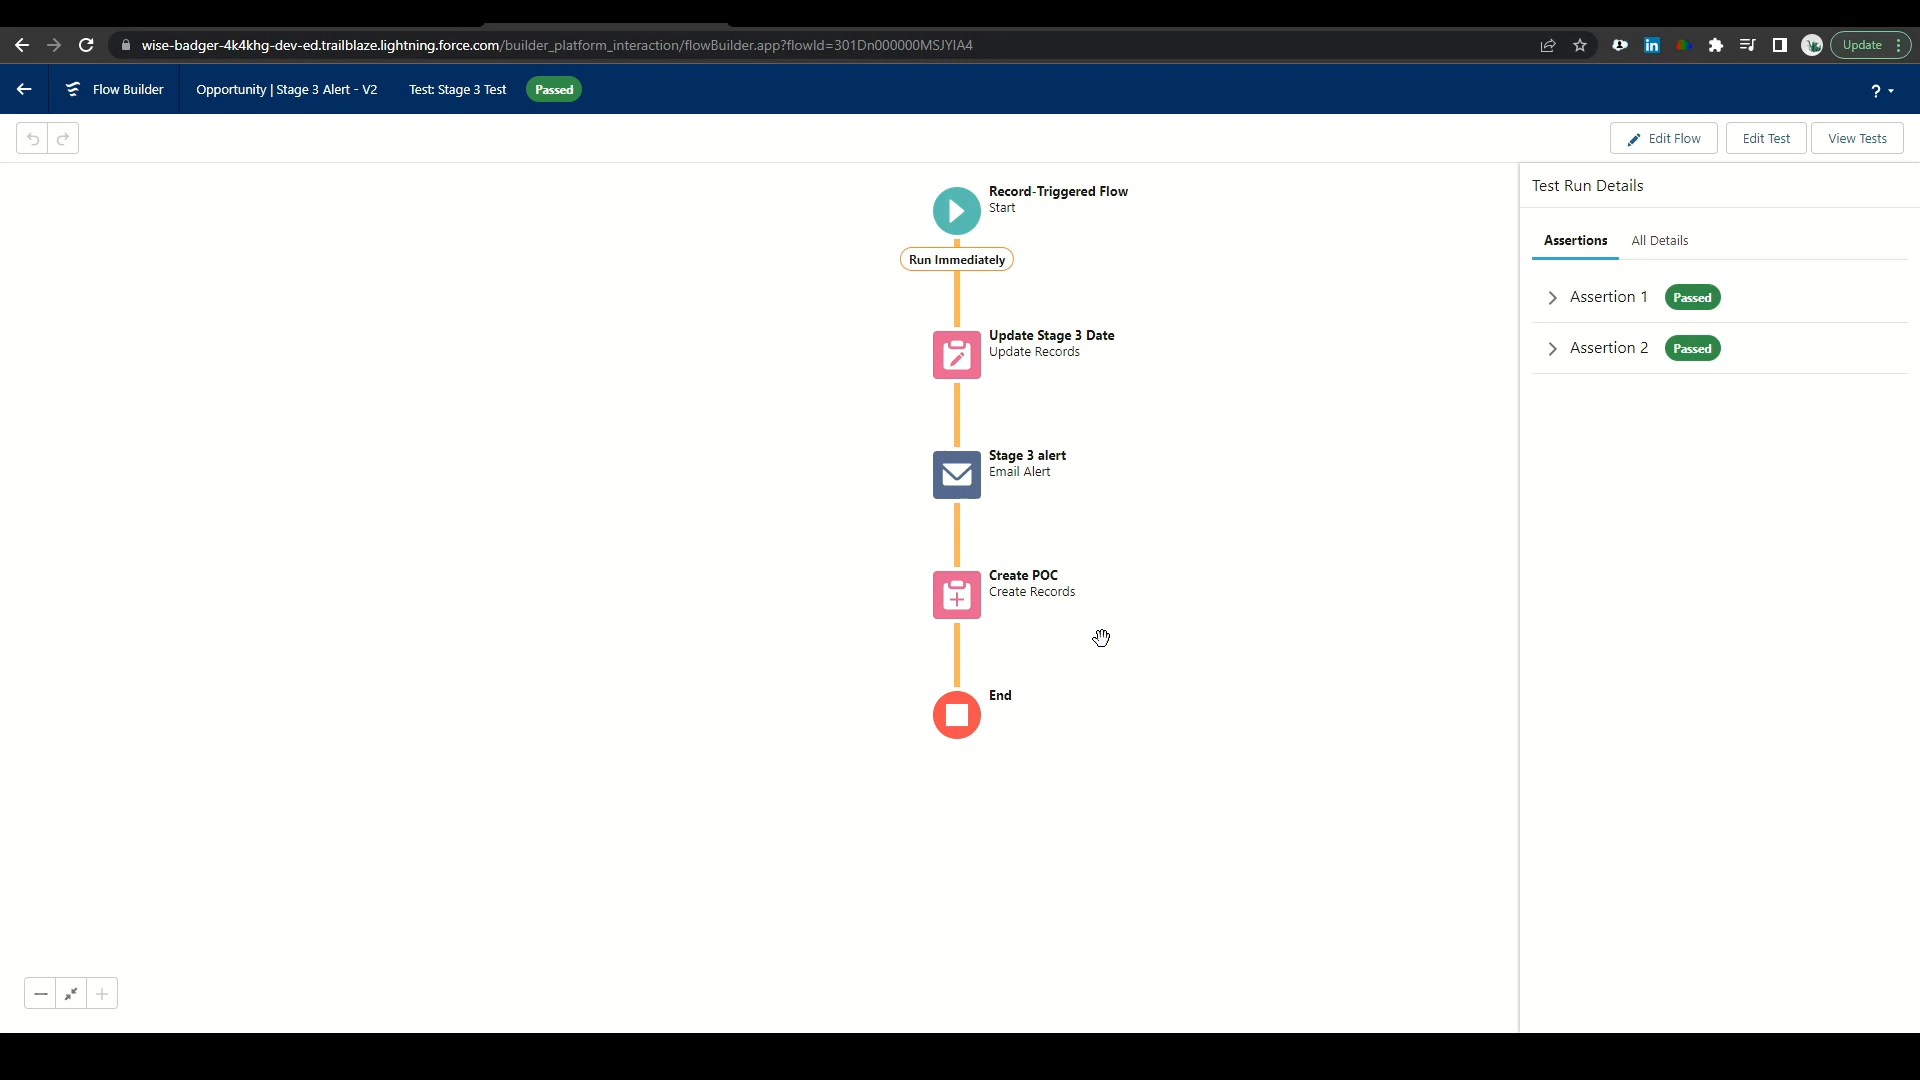 wise-badger-4k4khg-dev-ed.trailblaze.lightning.force.com/builder_platform_interaction/flowBuilder.app?flowId=301Dn000000MSJYIA4
Update
Flow Builder
Opportunity | Stage 3 Alert - V2
Test: Stage 3 Test
Passed
?
Edit Flow
Edit Test
View Tests
Record-Triggered Flow
Start
Run Immediately
Update Stage 3 Date
Update Records
Stage 3 alert
Email Alert
Create POC
Create Records
End
Test Run Details
Assertions
All Details
Assertion 1
Passed
Assertion 2
Passed